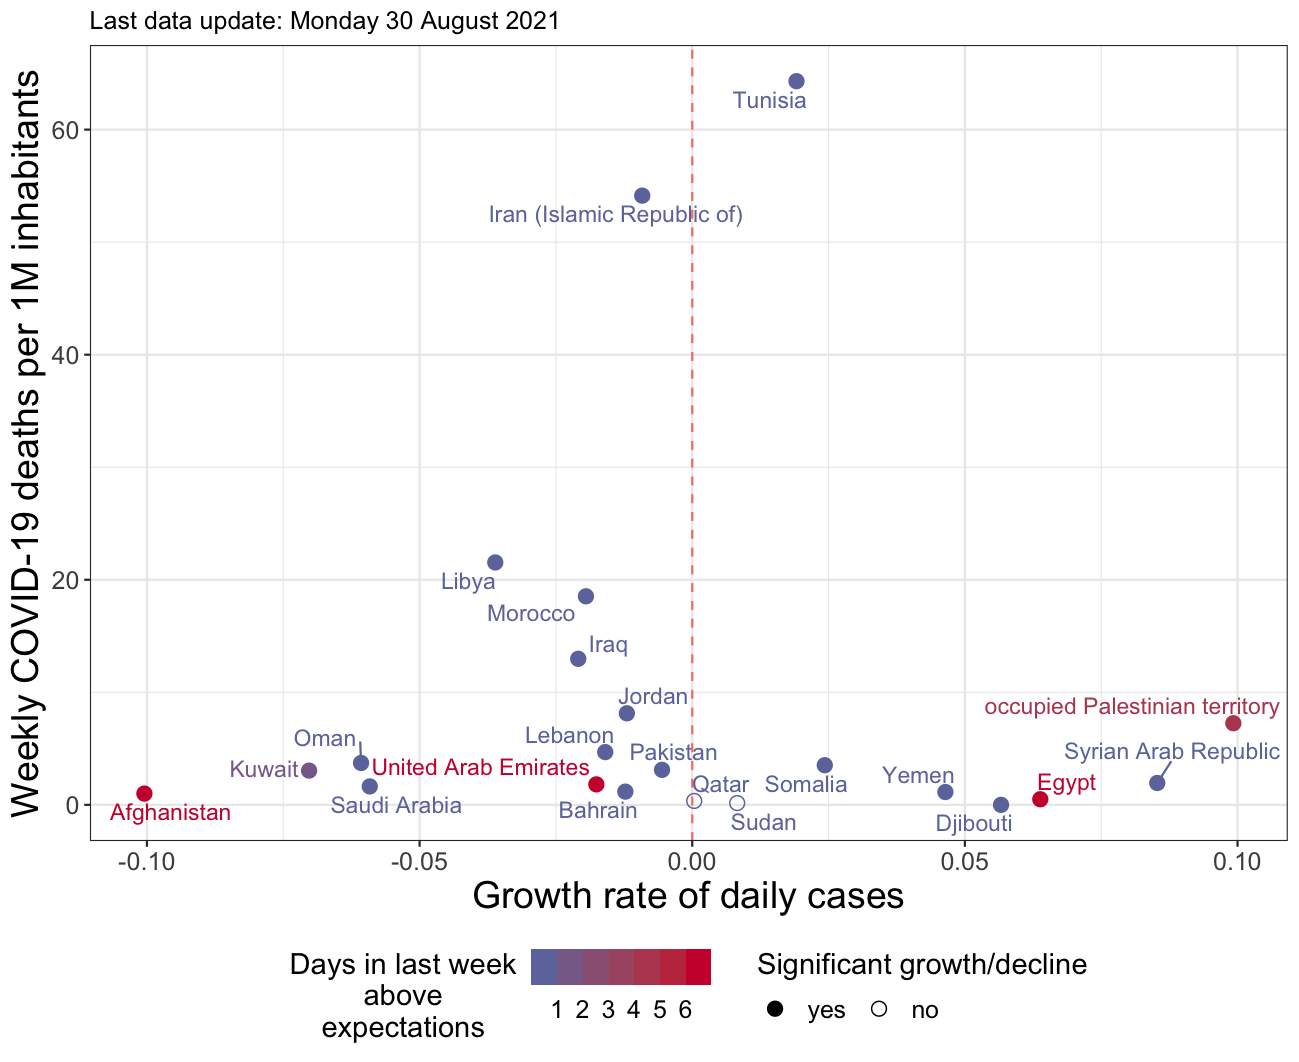 Last data update: Monday 30 August 2021
Weekly COVID-19 deaths per 1M inhabitants
60
40
20
0
Tunisia
Iran (Islamic Republic of)
Libya
Morocco
Iraq
Jordan
occupied Palestinian territory
Lebanon
Oman
Pakistan
Syrian Arab Republic
Kuwait
United Arab Emirates
Qatar
Somalia
Yemen
Egypt
Afghanistan
Saudi Arabia
Bahrain
Sudan
Djibouti
-0.10
-0.05
0.00
0.05
0.10
Growth rate of daily cases
Days in last week
above
expectations
1 2 3 4 5 6
Significant growth/decline
yes
no